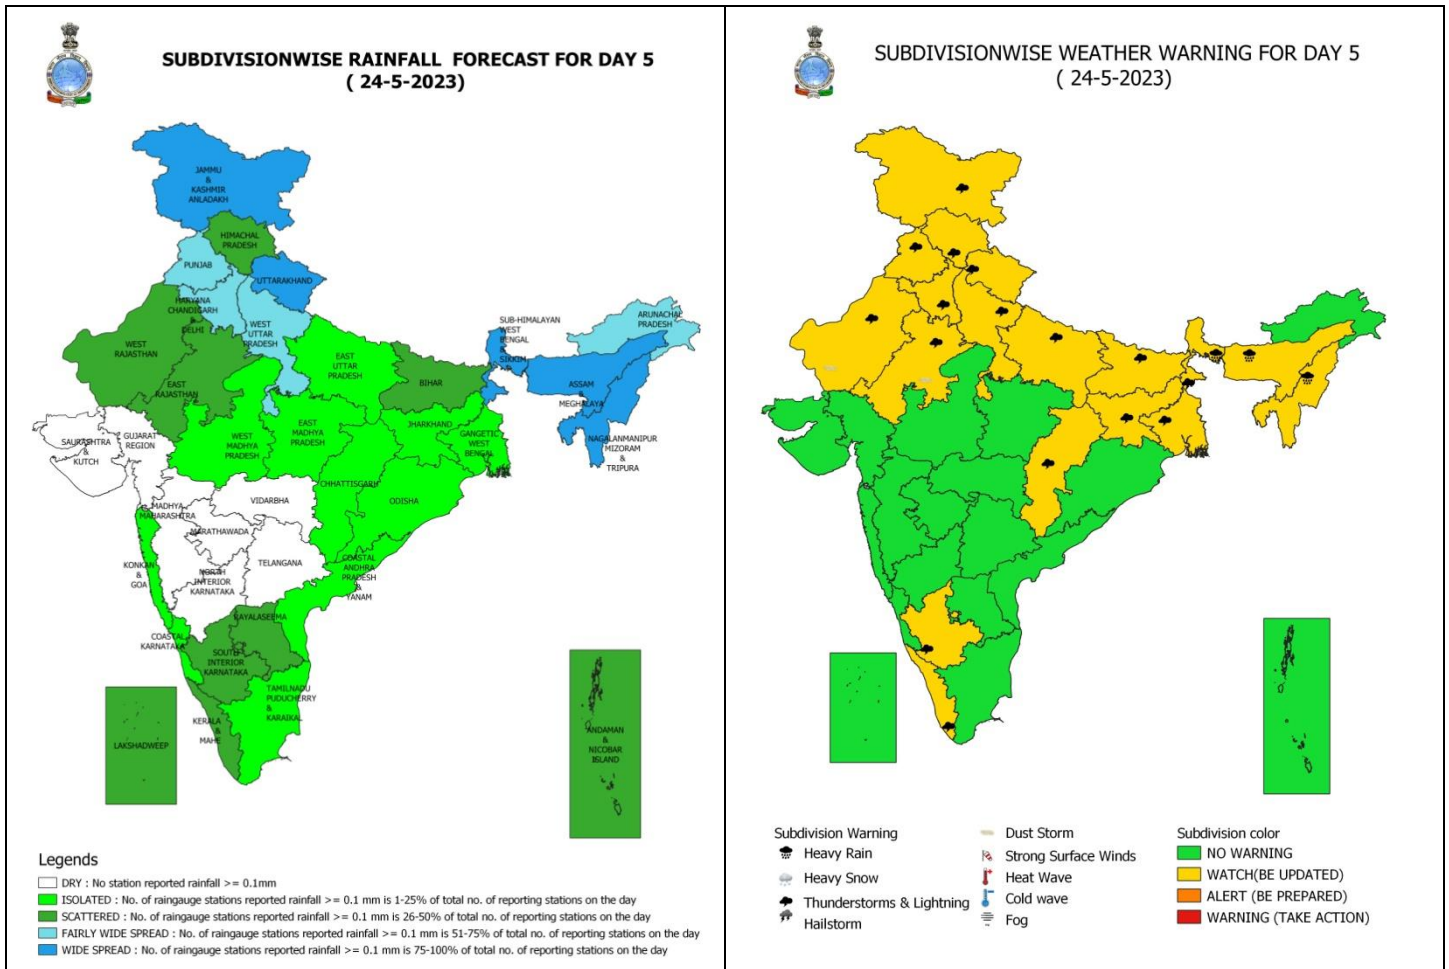 SUBDIVISIONWISE RAINFALL FORECAST FOR DAY 5
( 24-5-2023)
JAMMU
&
KASHMIR
ANLADAKH
HIMACHAL
PRADESH
PUNJAB
UTTARAKHAND
HARYANA
CHANDIGARH
&
DELHI
WEST
UTTAR
PRADESH
SUB-HIMALAYAN
WEST
BENGAL
&
SIKKIM
ARUNACHAL
PRADESH
WEST
RAJASTHAN
EAST
RAJASTHAN
EAST
UTTAR
PRADESH
BIHAR
ASSAM
&
MEGHALAYA
SAURASHTRA
&
KUTCH
GUJARAT
REGION
WEST
MADHYA
PRADESH
EAST
MADHYA
PRADESH
JHARKHAND
GANGETIC
WEST
BENGAL
NAGALANMANIPUR
MIZORAM
&
TRIPURA
CHHATTISGARH
ODISHA
VIDARBHA
MADHYA
MAHARASHTRA
MARATHAWADA
TELANGANA
KONKAN
&
GOA
NORTH
INTERIOR
KARNATAKA
COASTAL
ANDHRA
PRADESH
&
YANAM
RAYALASEEMA
COASTAL
KARNATAKA
SOUTH
INTERIOR
KARNATAKA
TAMILNADU
PUDUCHERRY
&
KARAIKAL
KERALA
&
MAHE
LAKSHADWEEP
ANDAMAN
&
NICOBAR
ISLAND
Legends
DRY : No station reported rainfall >= 0.1mm
ISOLATED : No. of raingauge stations reported rainfall >= 0.1 mm is 1-25% of total no. of reporting stations on the day
SCATTERED : No. of raingauge stations reported rainfall >= 0.1 mm is 26-50% of total no. of reporting stations on the day
FAIRLY WIDE SPREAD : No. of raingauge stations reported rainfall >= 0.1 mm is 51-75% of total no. of reporting stations on the day
WIDE SPREAD : No. of raingauge stations reported rainfall >= 0.1 mm is 75-100% of total no. of reporting stations on the day
SUBDIVISIONWISE WEATHER WARNING FOR DAY 5
( 24-5-2023)
Subdivision Warning
Heavy Rain
Heavy Snow
Thunderstorms & Lightning
Hailstorm
Dust Storm
Strong Surface Winds
Heat Wave
Cold wave
Fog
Subdivision color
NO WARNING
WATCH(BE UPDATED)
ALERT (BE PREPARED)
WARNING (TAKE ACTION)